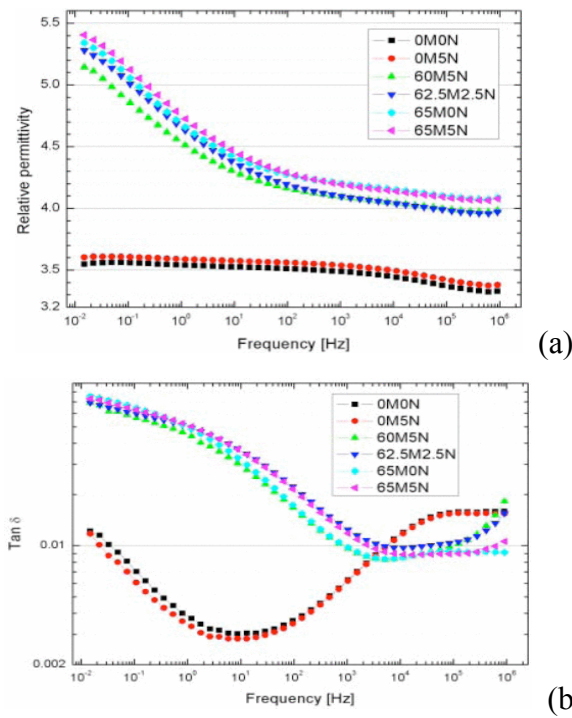 5.5
5.0
4.5
4.0
3.5
3.2
Relative permittivity
0M0N
0M5N
60M5N
62.5M2.5N
65M0N
65M5N
10⁻² 10⁻¹ 10⁰ 10¹ 10² 10³ 10⁴ 10⁵ 10⁶
Frequency [Hz]
(a)
0.01
0.002
Tan δ
0M0N
0M5N
60M5N
62.5M2.5N
65M0N
65M5N
10⁻² 10⁻¹ 10⁰ 10¹ 10² 10³ 10⁴ 10⁵ 10⁶
Frequency [Hz]
(b